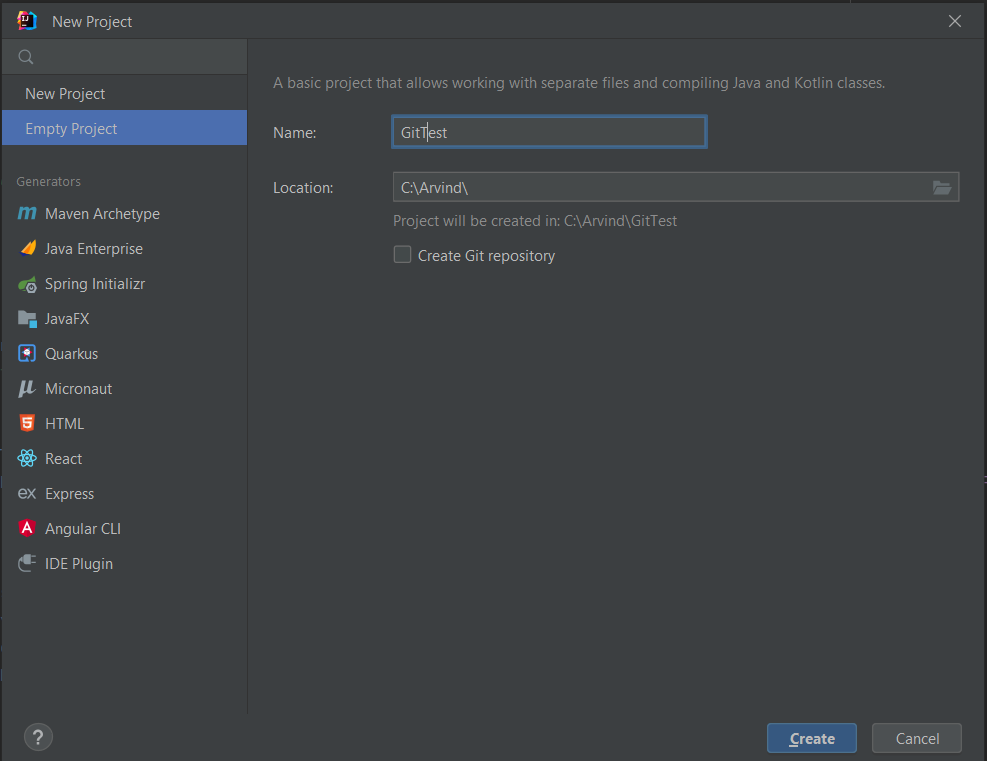 New Project
New Project
Empty Project
Generators
Maven Archetype
Java Enterprise
Spring Initializr
JavaFX
Quarkus
Micronaut
HTML
React
Express
Angular CLI
IDE Plugin
A basic project that allows working with separate files and compiling Java and Kotlin classes.
Name: GitTest
Location: C:\Arvind\
Project will be created in: C:\Arvind\GitTest
Create Git repository
? Create Cancel